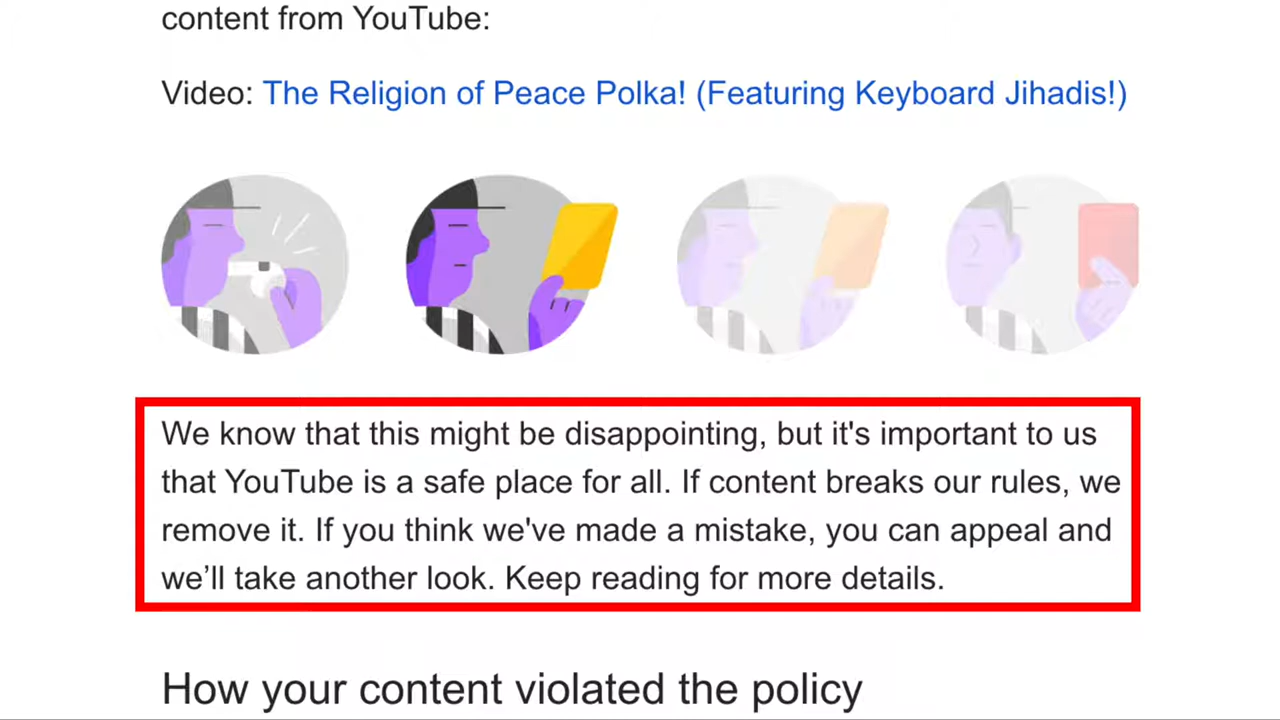 content from YouTube:
Video: The Religion of Peace Polka! (Featuring Keyboard Jihadis!)
We know that this might be disappointing, but it's important to us
that YouTube is a safe place for all. If content breaks our rules, we
remove it. If you think we've made a mistake, you can appeal and
we’ll take another look. Keep reading for more details.
How your content violated the policy